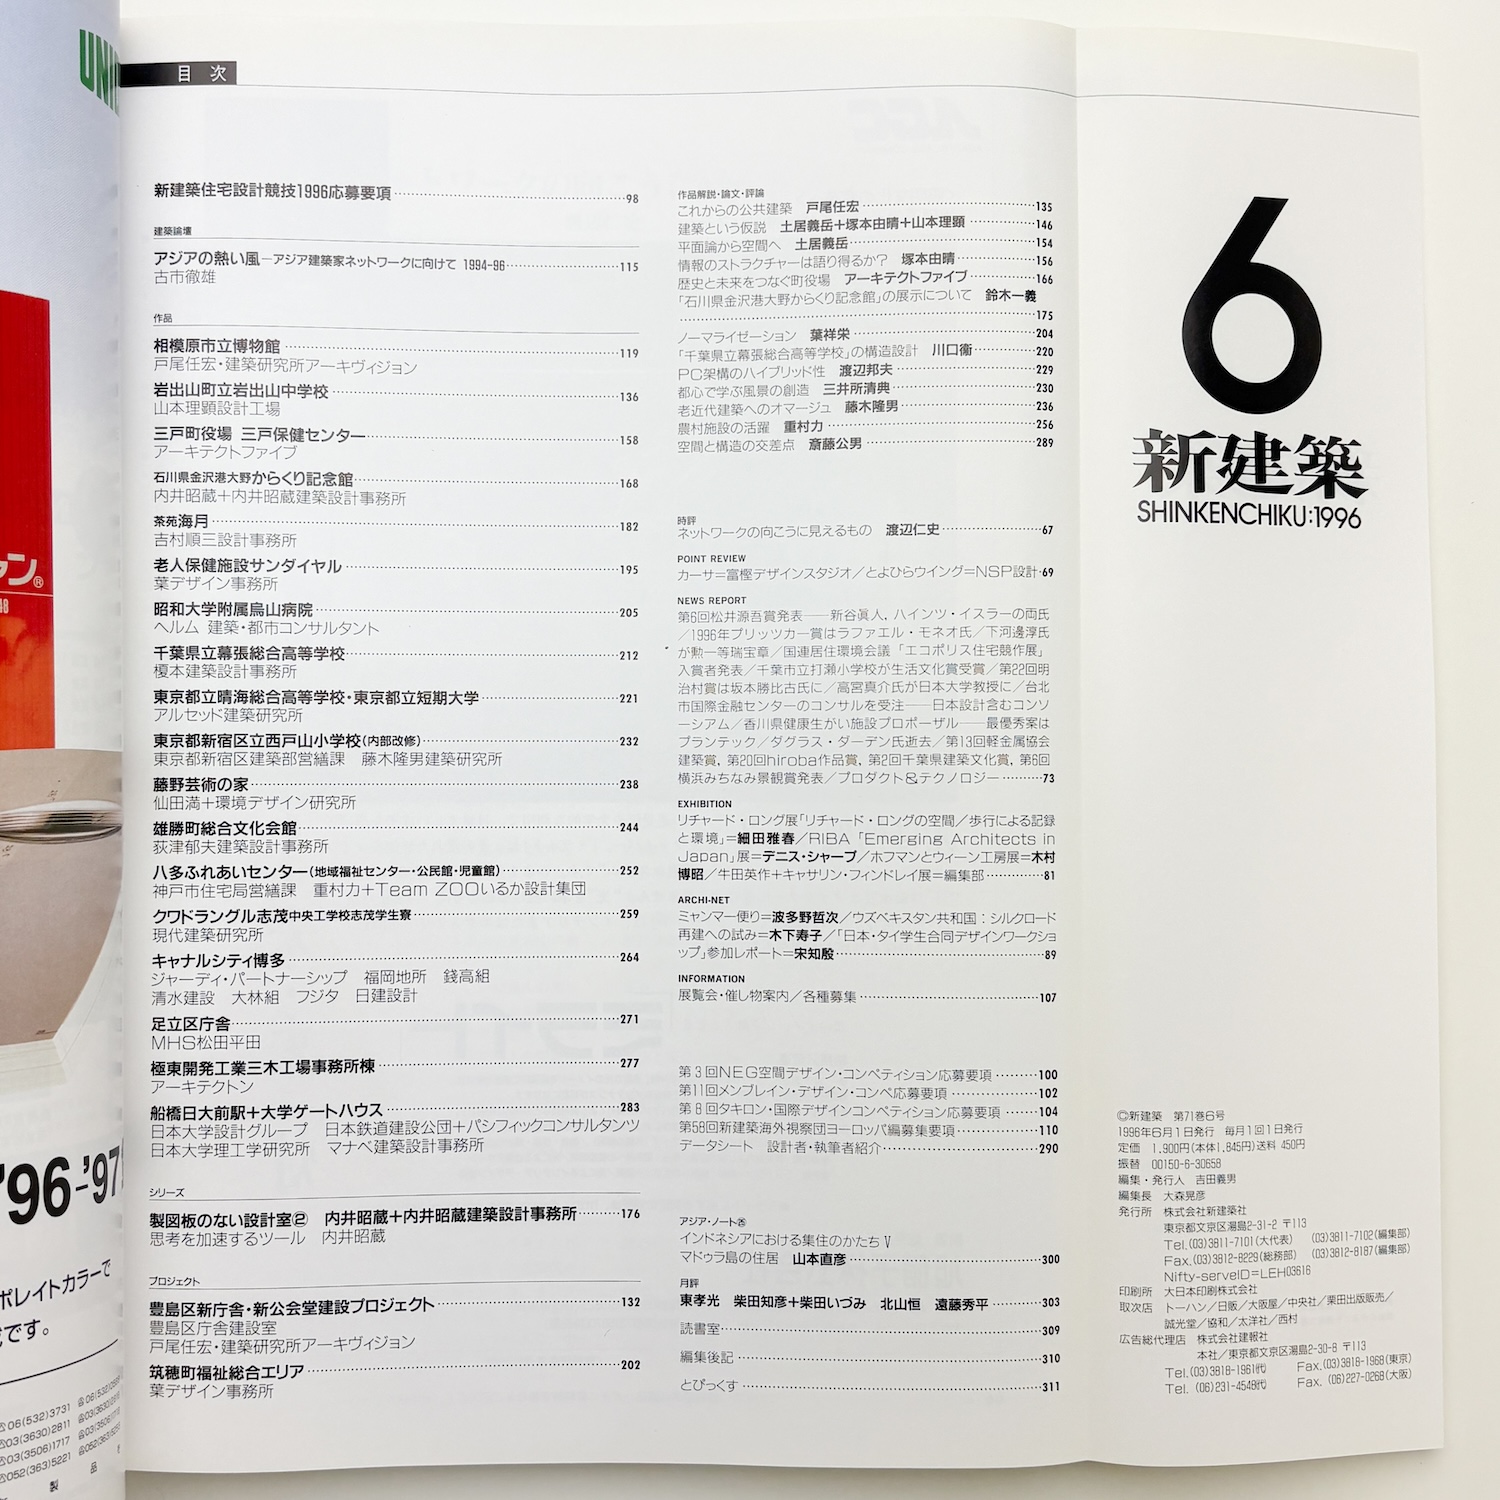 目次
新建築住宅設計競技1996応募要項 98
建築論壇
アジアの熱い風—アジア建築家ネットワークに向けて 1994-96 115
古市徹雄
作品
相模原市立博物館 119
戸尾任宏・建築研究所アーキヴィジョン
岩出山町立岩出山中学校 136
山本理顕設計工場
三戸町役場 三戸保健センター 158
アーキテクトファイブ
石川県金沢港大野からくり記念館 168
内井昭蔵＋内井昭蔵建築設計事務所
茶苑海月 182
吉村順三設計事務所
老人保健施設サンダイヤル 195
葉デザイン事務所
昭和大学附属烏山病院 205
ヘルム 建築・都市コンサルタント
千葉県立幕張総合高等学校 212
榎本建築設計事務所
東京都立晴海総合高等学校・東京都立短期大学 221
アルセッド建築研究所
東京都新宿区立西戸山小学校(内部改修) 232
東京都新宿区建築部営繕課 藤木隆男建築研究所
藤野芸術の家 238
仙田満＋環境デザイン研究所
雄勝町総合文化会館 244
荻津郁夫建築設計事務所
八多ふれあいセンター(地域福祉センター・公民館・児童館) 252
神戸市住宅局営繕課 重村力＋Team ZOOいるか設計集団
クワドラングル志茂中央工学校志茂学生寮 259
現代建築研究所
キャナルシティ博多 264
ジャーディ・パートナーシップ 福岡地所 錢高組
清水建設 大林組 フジタ 日建設計
足立区庁舎 271
MHS松田平田
極東開発工業三木工場事務所棟 277
アーキテクトン
船橋日大前駅＋大学ゲートハウス 283
日本大学設計グループ 日本鉄道建設公団＋パシフィックコンサルタンツ
日本大学理工学研究所 マナベ建築設計事務所
シリーズ
製図板のない設計室② 内井昭蔵＋内井昭蔵建築設計事務所 176
思考を加速するツール 内井昭蔵
プロジェクト
豊島区新庁舎・新公会堂建設プロジェクト 132
豊島区庁舎建設室
戸尾任宏・建築研究所アーキヴィジョン
筑穂町福祉総合エリア 202
葉デザイン事務所
作品解説・論文・評論
これからの公共建築 戸尾任宏 135
建築という仮説 土居義岳＋塚本由晴＋山本理顕 146
平面論から空間へ 土居義岳 154
情報のストラクチャーは語り得るか？ 塚本由晴 156
歴史と未来をつなぐ町役場 アーキテクトファイブ 166
「石川県金沢港大野からくり記念館」の展示について 鈴木一義
175
ノーマライゼーション 葉祥栄 204
「千葉県立幕張総合高等学校」の構造設計 川口衞 220
PC架構のハイブリッド性 渡辺邦夫 229
都心で学ぶ風景の創造 三井所清典 230
老近代建築へのオマージュ 藤木隆男 236
農村施設の活躍 重村力 256
空間と構造の交差点 斎藤公男 289
時評
ネットワークの向こうに見えるもの 渡辺仁史 67
POINT REVIEW
カーサ＝富樫デザインスタジオ／とよひらウイング＝NSP設計 69
NEWS REPORT
第6回松井源吾賞発表——新谷眞人，ハインツ・イスラーの両氏
／1996年プリッツカー賞はラファエル・モネオ氏／下河邊淳氏
が勲一等瑞宝章／国連居住環境会議「エコポリス住宅競作展」
入賞者発表／千葉市立打瀬小学校が生活文化賞受賞／第22回明
治村賞は坂本勝比古氏に／高宮真介氏が日本大学教授に／台北
市国際金融センターのコンサルを受注——日本設計含むコンソ
ーシアム／香川県健康生がい施設プロポーザル——最優秀案は
プランテック／ダグラス・ダーデン氏逝去／第13回軽金属協会
建築賞，第20回hiroba作品賞，第2回千葉県建築文化賞，第6回
横浜みちなみ景観賞発表／プロダクト&テクノロジー 73
EXHIBITION
リチャード・ロング展「リチャード・ロングの空間／歩行による記録
と環境」＝細田雅春／RIBA「Emerging Architects in
Japan」展＝デニス・シャープ／ホフマンとウィーン工房展＝木村
博昭／牛田英作＋キャサリン・フィンドレイ展＝編集部 81
ARCHI-NET
ミャンマー便り＝波多野哲次／ウズベキスタン共和国：シルクロード
再建への試み＝木下寿子／「日本・タイ学生合同デザインワークショ
ップ」参加レポート＝宋知殷 89
INFORMATION
展覧会・催し物案内／各種募集 107
第3回NEG空間デザイン・コンペティション応募要項 100
第11回メンブレイン・デザイン・コンペ応募要項 102
第8回タキロン・国際デザインコンペティション応募要項 104
第58回新建築海外視察団ヨーロッパ編募集要項 110
データシート 設計者・執筆者紹介 290
アジア・ノート
インドネシアにおける集住のかたち V
マドゥラ島の住居 山本直彦 300
月評
東孝光 柴田知彦＋柴田いづみ 北山恒 遠藤秀平 303
読書室 309
編集後記 310
とぴっくす 311
6
新建築
SHINKENCHIKU:1996
©新建築 第71巻6号
1996年6月1日発行 毎月1回1日発行
定価 1,900円(本体1,845円)送料 450円
振替 00150-6-30658
編集・発行人 吉田義男
編集長 大森晃彦
発行所 株式会社新建築社
東京都文京区湯島2-31-2 〒113
Tel.(03)3811-7101(大代表) (03)3811-7102(編集部)
Fax.(03)3812-8229(総務部) (03)3812-8187(編集部)
Nifty-serveID＝LEH03616
印刷所 大日本印刷株式会社
取次店 トーハン／日販／大阪屋／中央社／栗田出版販売／
誠光堂／協和／太洋社／西村
広告総代理店 株式会社建報社
本社／東京都文京区湯島2-30-8 〒113
Tel.(03)3818-1961代 Fax.(03)3818-1968(東京)
Tel. (06)231-4548代 Fax. (06)227-0268(大阪)
ャン®
48
'96-'97
ポレイトカラーで
です。
06(532)3731
03(3630)2811
03(3506)1717
052(363)5221
製品